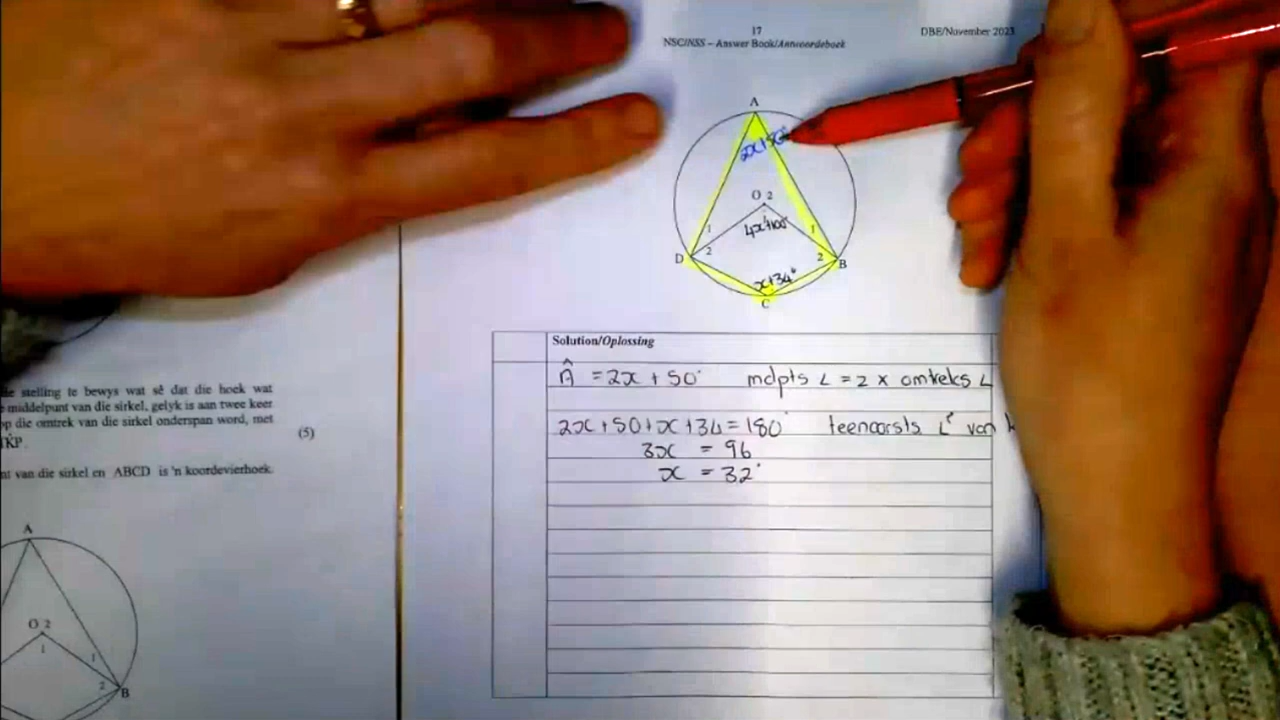 17
NSC/NSS – Answer Book/Antwoordeboek
DBE/November 2023
A
2x+50°
O 2
4x+100°
1
1
2
2
D
B
x+34°
C
Solution/Oplossing
Â = 2x + 50° mdpts ∠ = 2 x omtreks ∠
2x+50+x+34=180° teenoorst ∠e van k
3x = 96
x = 32°
stelling te bewys wat sê dat die hoek wat
middelpunt van die sirkel, gelyk is aan twee keer
op die omtrek van die sirkel onderspan word, met
(5)
van die sirkel en ABCD is 'n koordevierhoek.
A
O 2
1
1
2
B